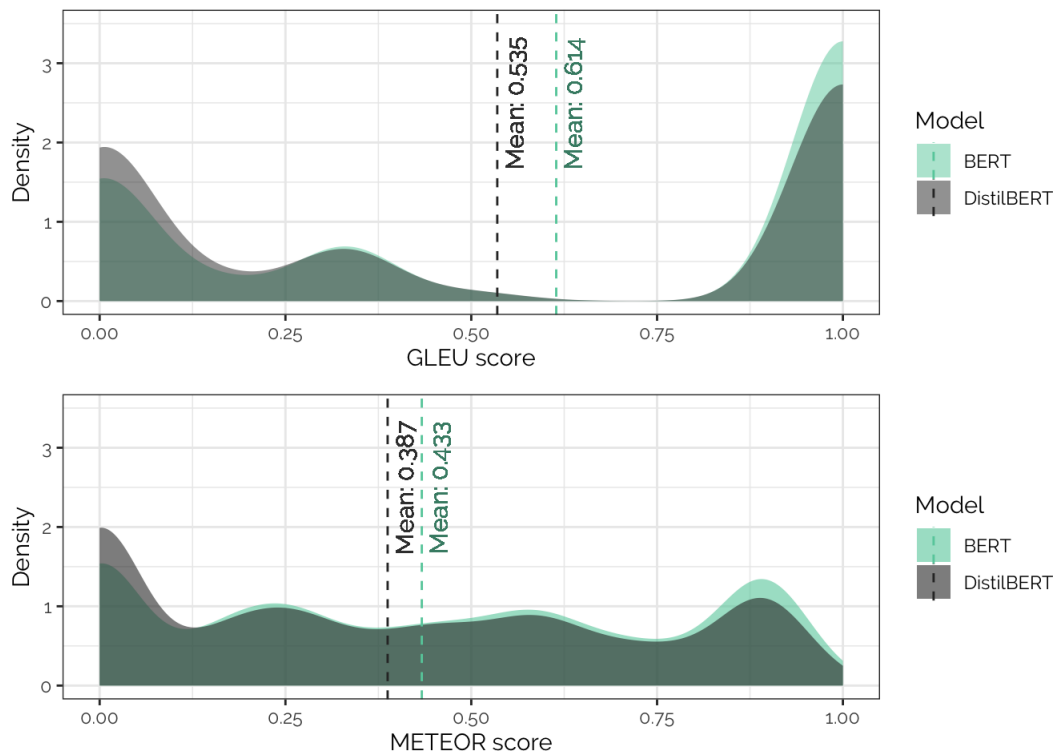 Density
3
2
1
0
Mean: 0.535
Mean: 0.614
0.00
0.25
0.50
0.75
1.00
GLEU score
Model
BERT
DistilBERT
Density
3
2
1
0
Mean: 0.387
Mean: 0.433
0.00
0.25
0.50
0.75
1.00
METEOR score
Model
BERT
DistilBERT